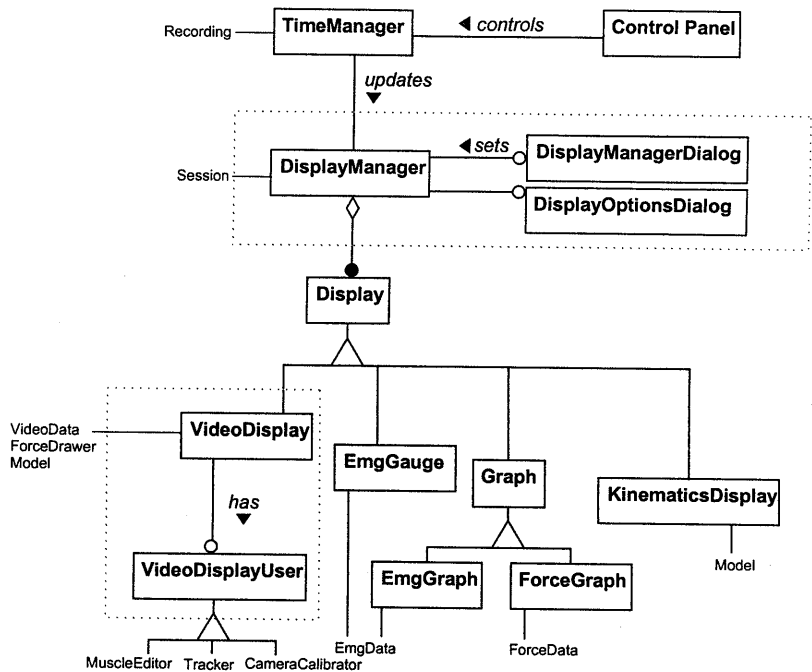 Recording
TimeManager
controls
Control Panel
updates
Session
DisplayManager
sets
DisplayManagerDialog
DisplayOptionsDialog
Display
VideoData
ForceDrawer
Model
VideoDisplay
EmgGauge
Graph
KinematicsDisplay
has
Model
VideoDisplayUser
EmgGraph
ForceGraph
MuscleEditor
Tracker
CameraCalibrator
EmgData
ForceData